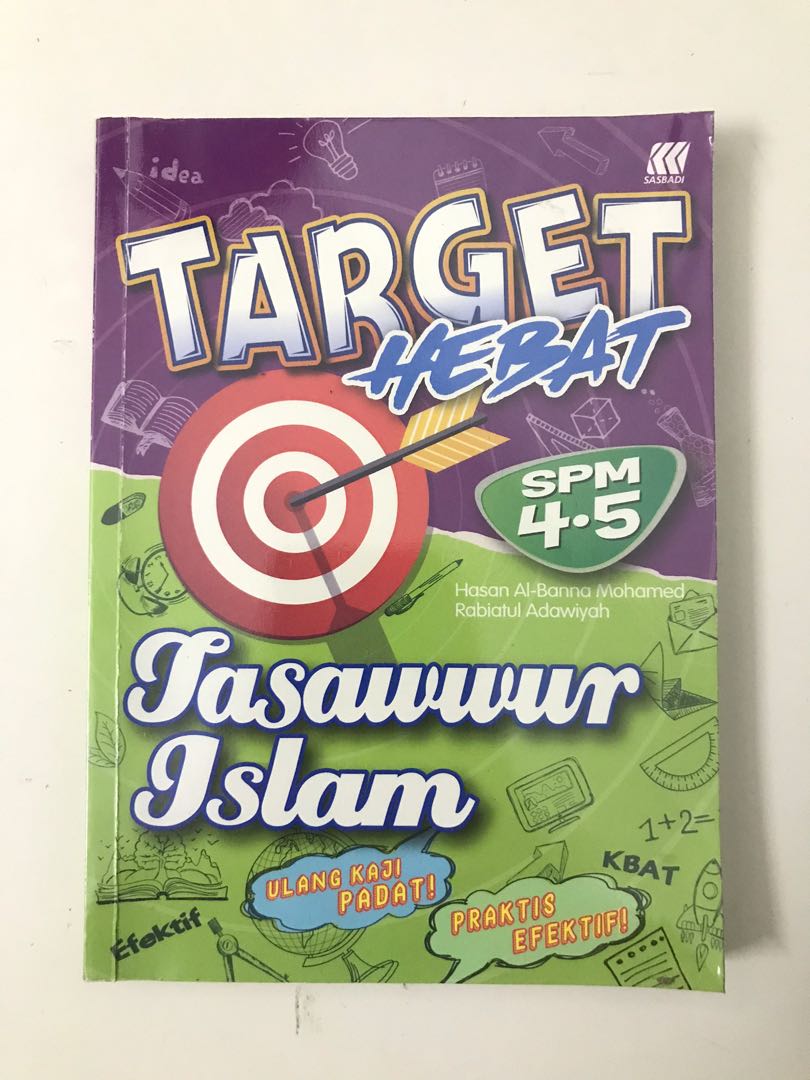 idea
SASBADI
TARGET
HEBAT
SPM
4•5
Hasan Al-Banna Mohamed
Rabiatul Adawiyah
Tasawwur
Islam
1+2=
KBAT
ULANG KAJI
PADAT!
PRAKTIS
EFEKTIF!
Efektif